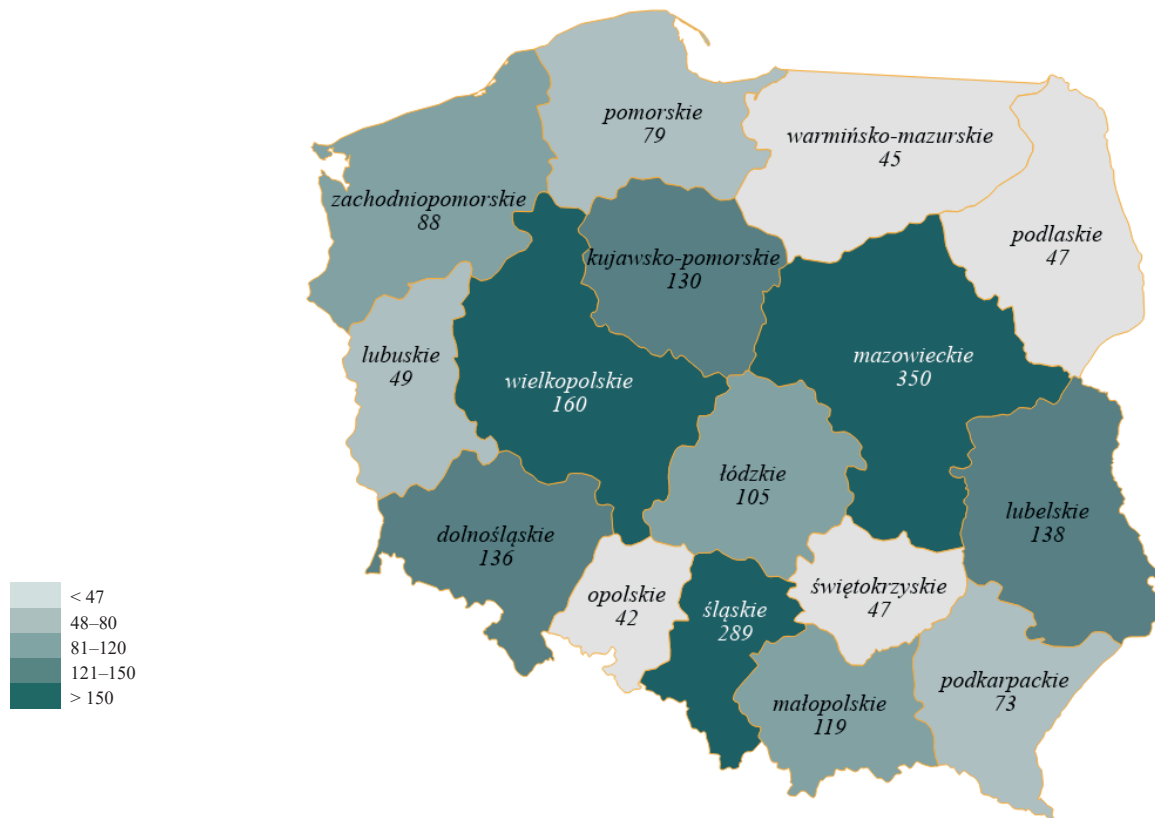 pomorskie
79
warmińsko-mazurskie
45
zachodniopomorskie
88
podlaskie
47
kujawsko-pomorskie
130
lubuskie
49
wielkopolskie
160
mazowieckie
350
łódzkie
105
lubelskie
138
dolnośląskie
136
opolskie
42
śląskie
289
świętokrzyskie
47
małopolskie
119
podkarpackie
73
< 47
48–80
81–120
121–150
> 150